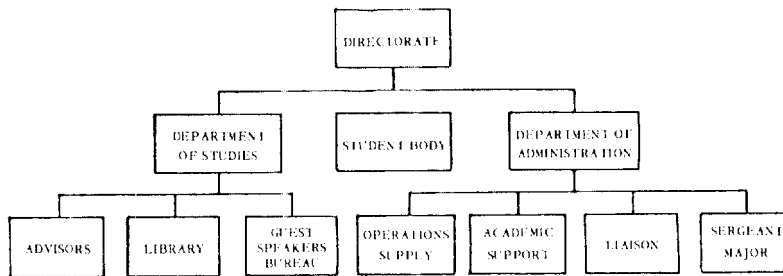 DIRECTORATE
DEPARTMENT
OF STUDIES
STUDENT BODY
DEPARTMENT OF
ADMINISTRATION
ADVISORS
LIBRARY
GUEST
SPEAKERS
BUREAU
OPERATIONS
SUPPLY
ACADEMIC
SUPPORT
LIAISON
SERGEANT
MAJOR